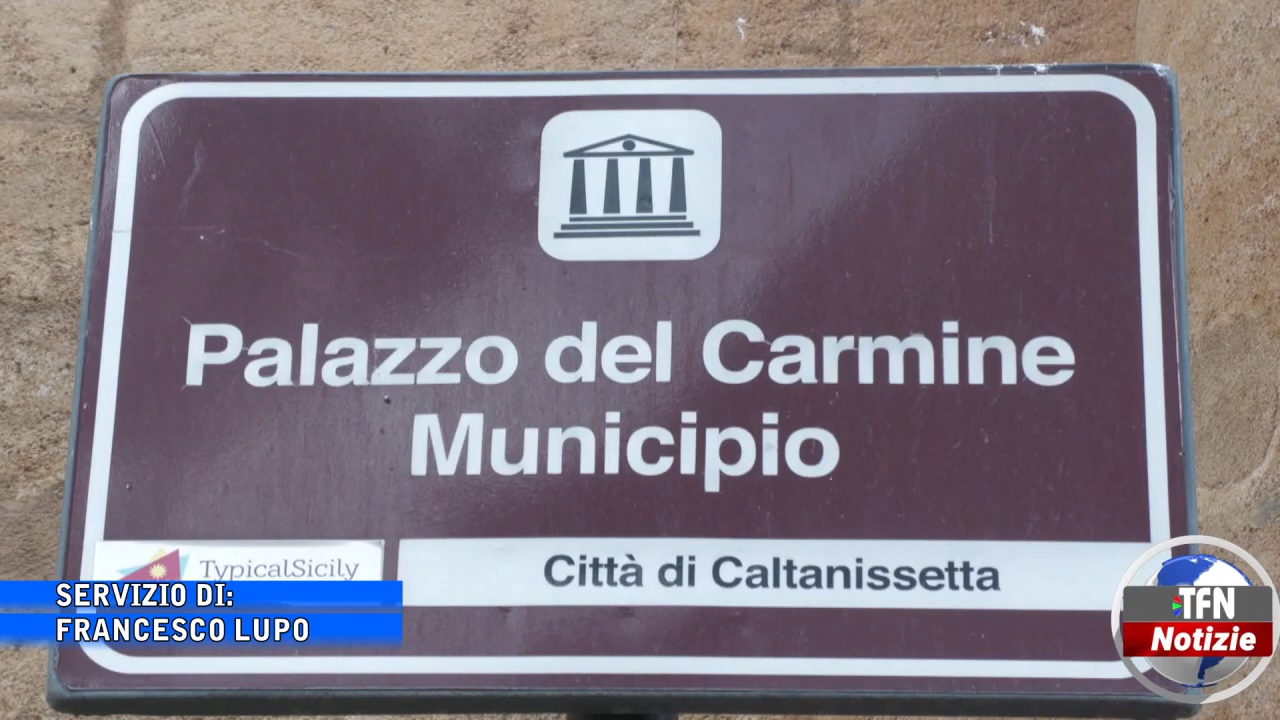 Palazzo del Carmine
Municipio
TypicalSicily
Città di Caltanissetta
SERVIZIO DI:
FRANCESCO LUPO
TFN
Notizie